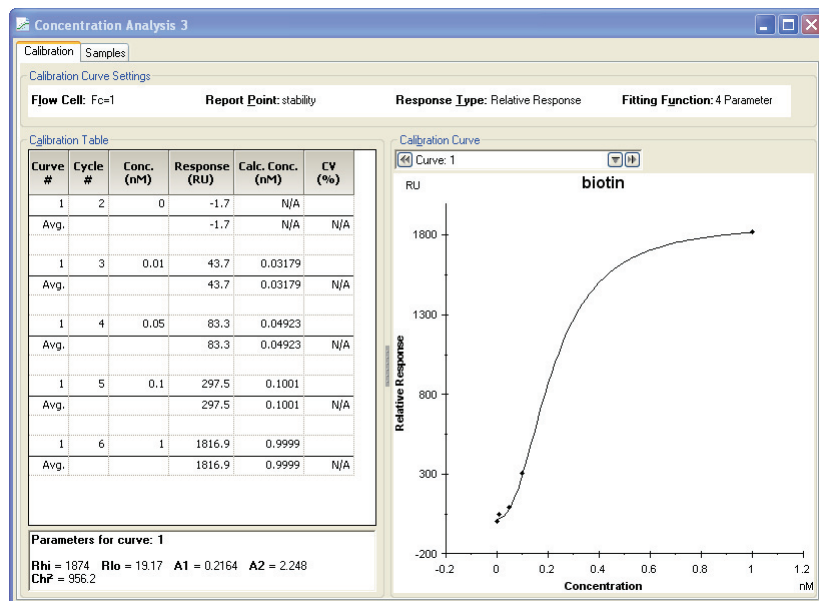 Concentration Analysis 3
Calibration Samples
Calibration Curve Settings
Flow Cell: Fc=1 Report Point: stability Response Type: Relative Response Fitting Function: 4 Parameter
Calibration Table
Curve # Cycle # Conc. (nM) Response (RU) Calc. Conc. (nM) CV (%)
1 2 0 -1.7 N/A
Avg. -1.7 N/A N/A
1 3 0.01 43.7 0.03179
Avg. 43.7 0.03179 N/A
1 4 0.05 83.3 0.04923
Avg. 83.3 0.04923 N/A
1 5 0.1 297.5 0.1001
Avg. 297.5 0.1001 N/A
1 6 1 1816.9 0.9999
Avg. 1816.9 0.9999 N/A
Parameters for curve: 1
Rhi = 1874 Rlo = 19.17 A1 = 0.2164 A2 = 2.248
Chi² = 956.2
Calibration Curve
Curve: 1
RU
biotin
1800
1300
800
300
-200
Relative Response
-0.2 0 0.2 0.4 0.6 0.8 1 1.2
Concentration nM